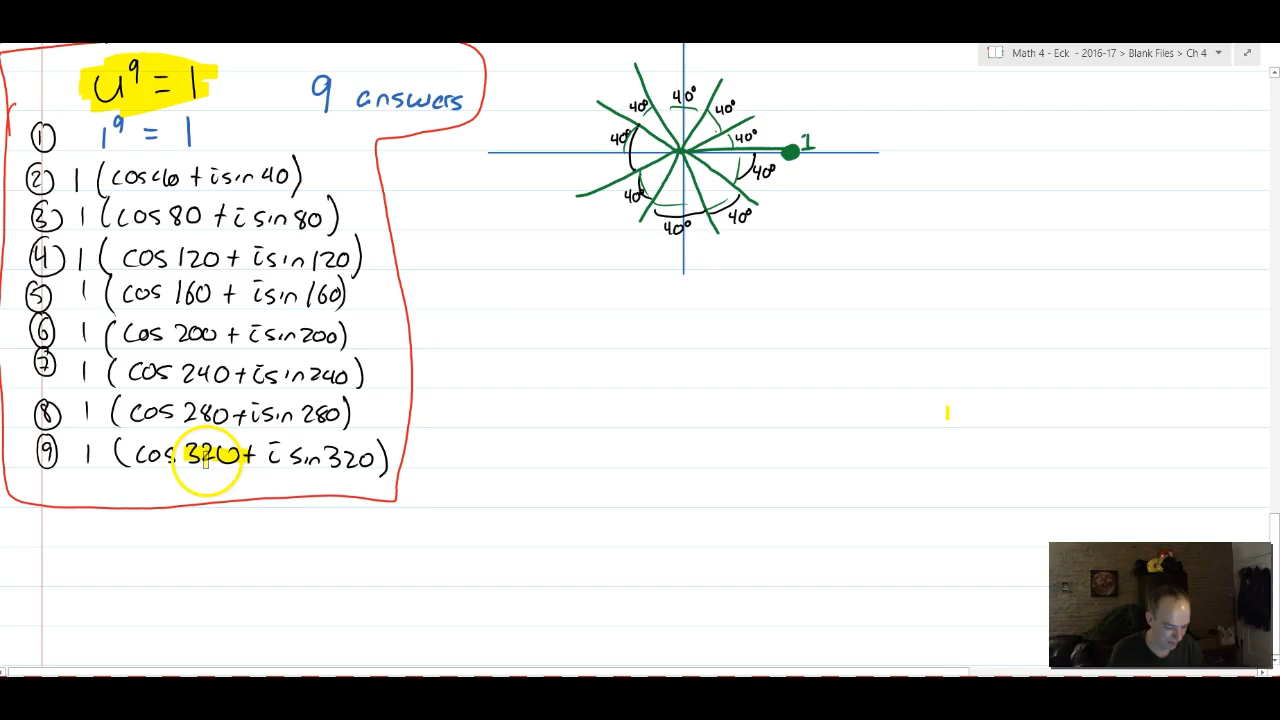 Math 4 - Eck - 2016-17 > Blank Files > Ch 4
u⁹ = 1
9 answers
① 1⁹ = 1
② 1 (cos 40 + i sin 40)
③ 1 (cos 80 + i sin 80)
④ 1 (cos 120 + i sin 120)
⑤ 1 (cos 160 + i sin 160)
⑥ 1 (cos 200 + i sin 200)
⑦ 1 (cos 240 + i sin 240)
⑧ 1 (cos 280 + i sin 280)
⑨ 1 (cos 320 + i sin 320)
40°
40°
40°
40°
40°
1
40°
40°
40°
40°